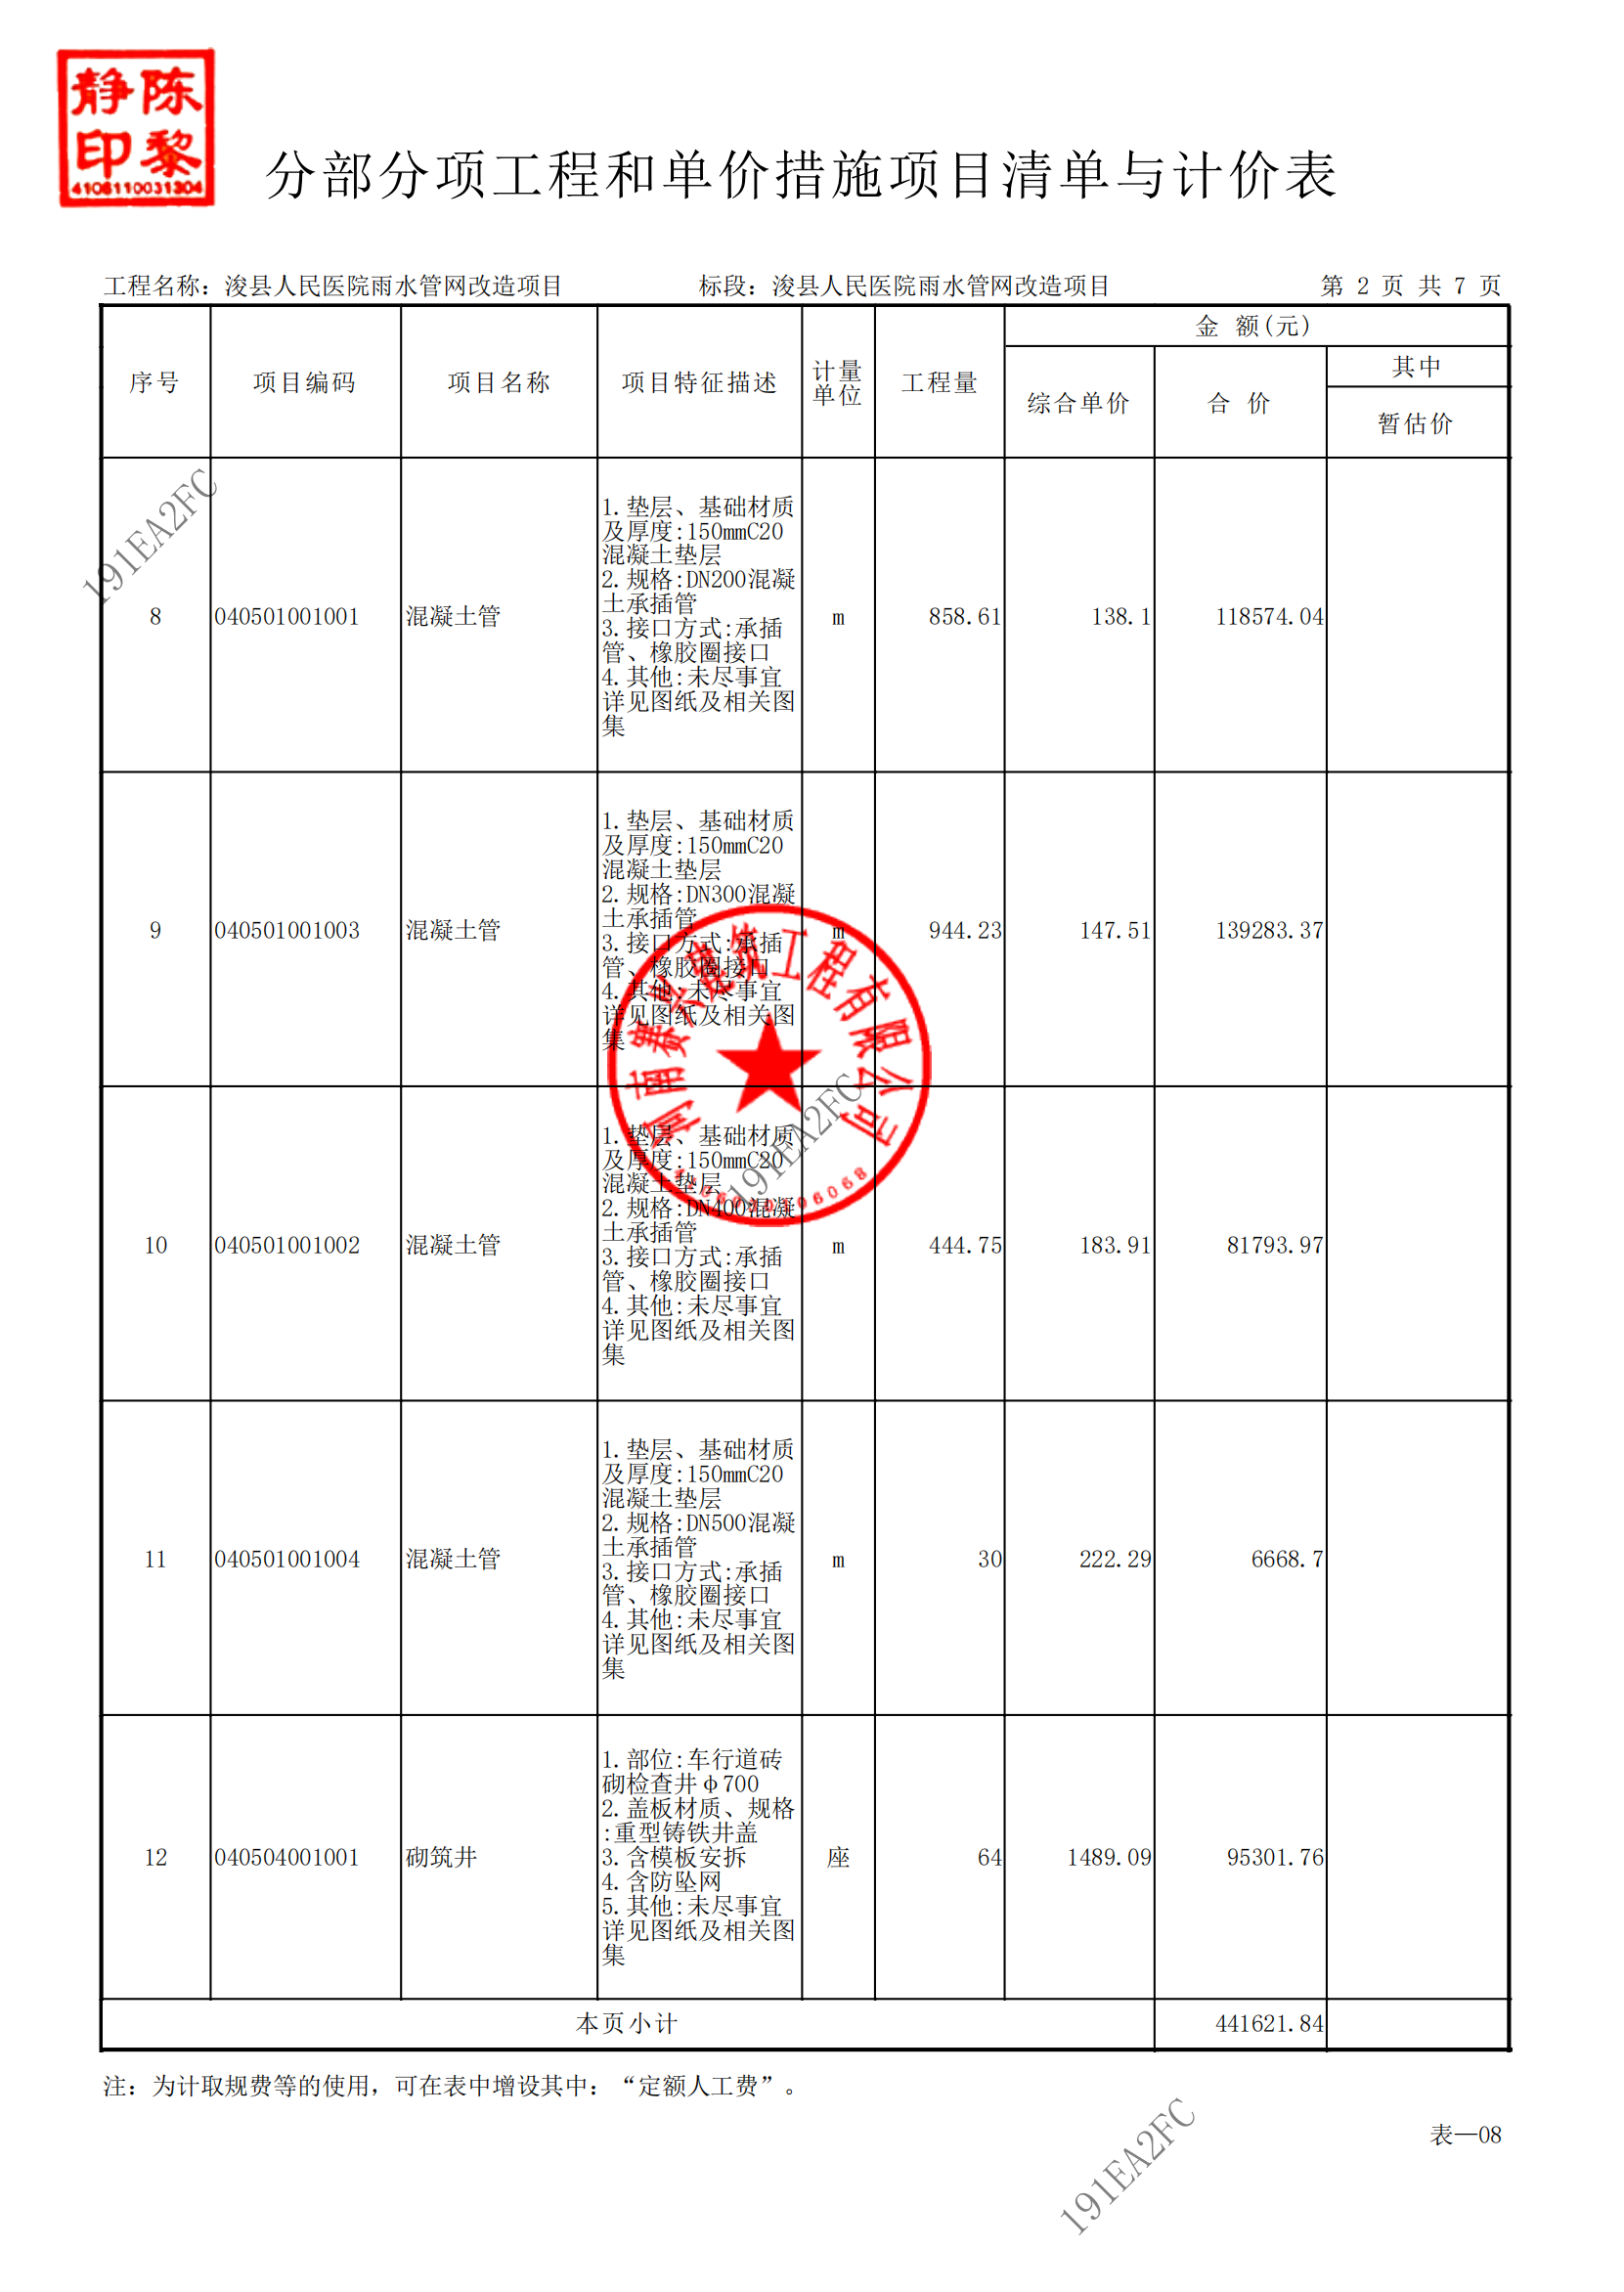 静陈
印黎
4106110031304
分部分项工程和单价措施项目清单与计价表
工程名称：浚县人民医院雨水管网改造项目 标段：浚县人民医院雨水管网改造项目 第 2 页 共 7 页
序号 项目编码 项目名称 项目特征描述 计量单位 工程量 金 额(元)
综合单价 合 价 其中
暂估价
8 040501001001 混凝土管
1.垫层、基础材质
及厚度:150mmC20
混凝土垫层
2.规格:DN200混凝
土承插管
3.接口方式:承插
管、橡胶圈接口
4.其他:未尽事宜
详见图纸及相关图
集
m 858.61 138.1 118574.04
9 040501001003 混凝土管
1.垫层、基础材质
及厚度:150mmC20
混凝土垫层
2.规格:DN300混凝
土承插管
3.接口方式:承插
管、橡胶圈接口
4.其他:未尽事宜
详见图纸及相关图
集
m 944.23 147.51 139283.37
10 040501001002 混凝土管
1.垫层、基础材质
及厚度:150mmC20
混凝土垫层
2.规格:DN400混凝
土承插管
3.接口方式:承插
管、橡胶圈接口
4.其他:未尽事宜
详见图纸及相关图
集
m 444.75 183.91 81793.97
11 040501001004 混凝土管
1.垫层、基础材质
及厚度:150mmC20
混凝土垫层
2.规格:DN500混凝
土承插管
3.接口方式:承插
管、橡胶圈接口
4.其他:未尽事宜
详见图纸及相关图
集
m 30 222.29 6668.7
12 040504001001 砌筑井
1.部位:车行道砖
砌检查井φ700
2.盖板材质、规格
:重型铸铁井盖
3.含模板安拆
4.含防坠网
5.其他:未尽事宜
详见图纸及相关图
集
座 64 1489.09 95301.76
本页小计 441621.84
注：为计取规费等的使用，可在表中增设其中：“定额人工费”。
表—08
191EA2FC
191EA2FC
191EA2FC
建筑工程有限公司